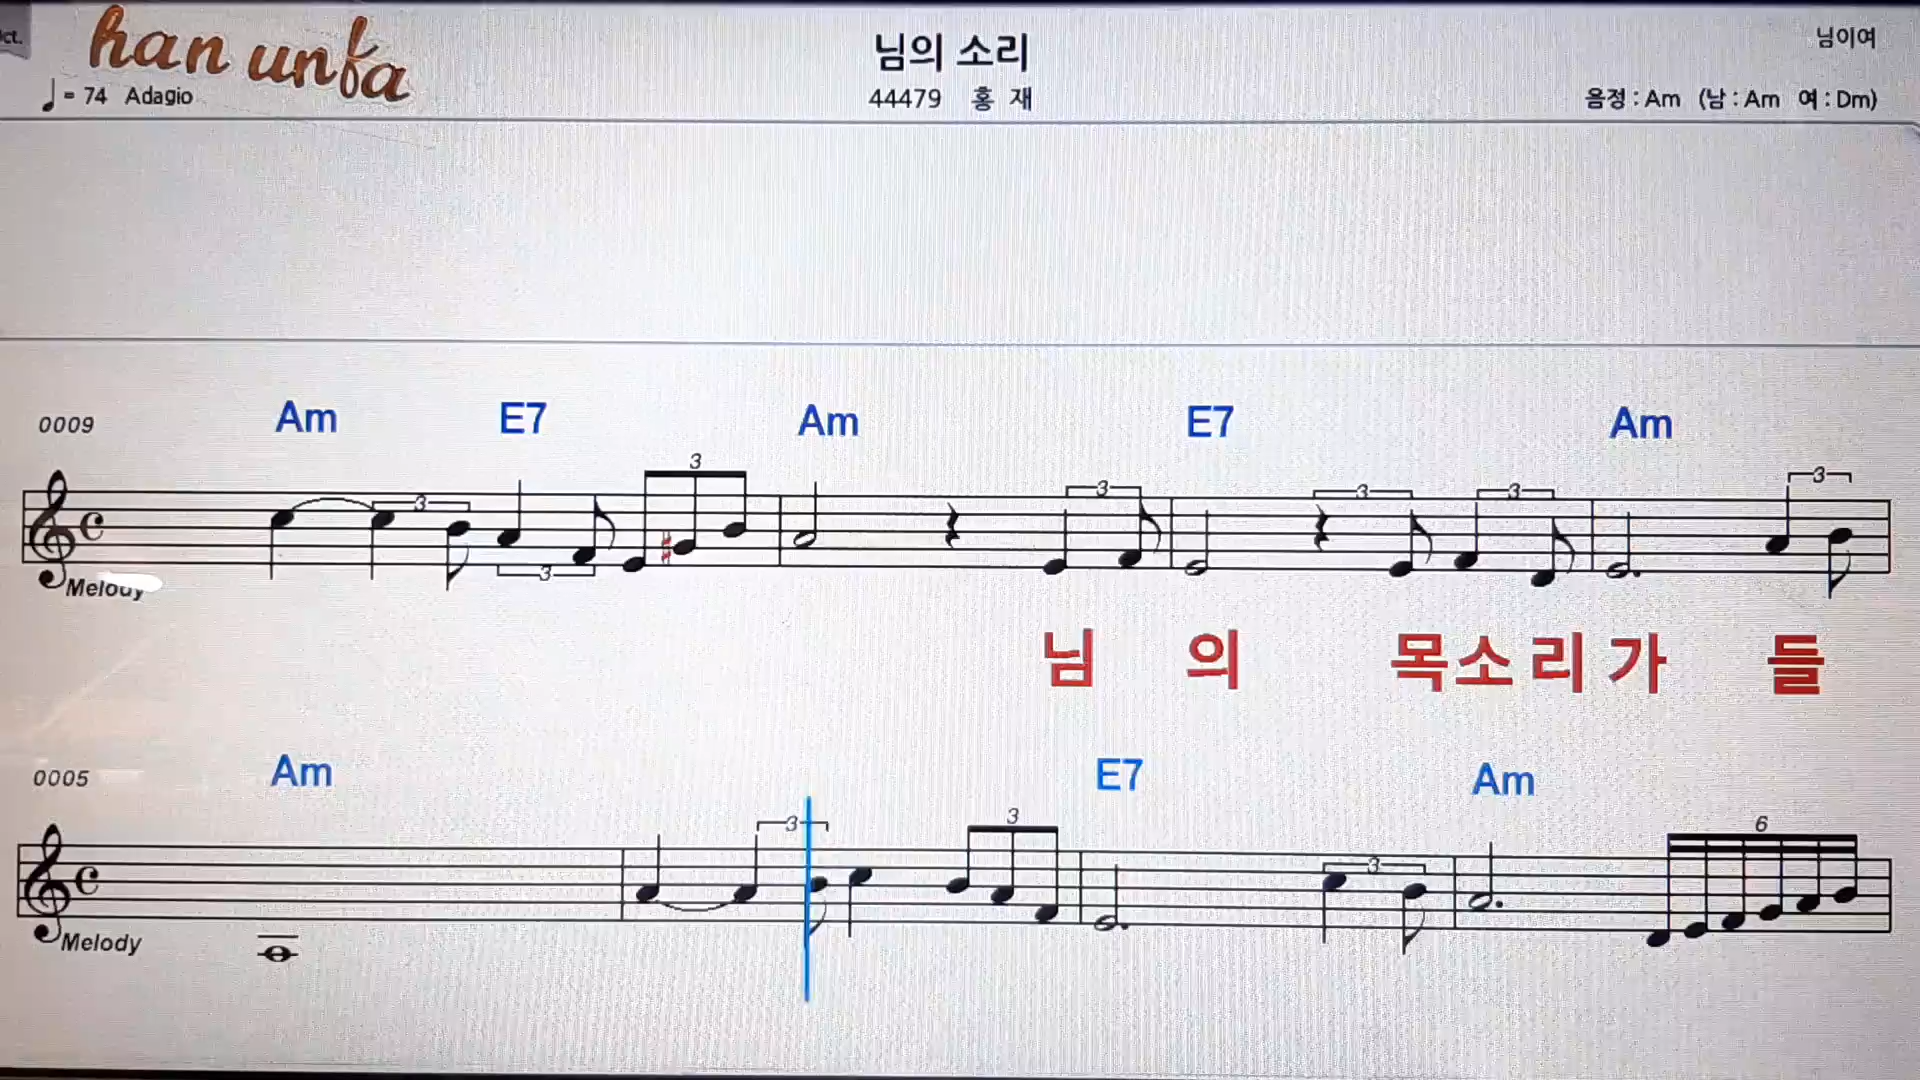 ct.
han unfa
님의 소리
님이여
♩= 74 Adagio
44479 홍 재
음정 : Am (남 : Am 여 : Dm)
0009 Am E7 Am E7 Am
3 3 3 3 3 3 3
Melody
님 의 목소리가 들
0005 Am E7 Am
3 3 3 6
Melody